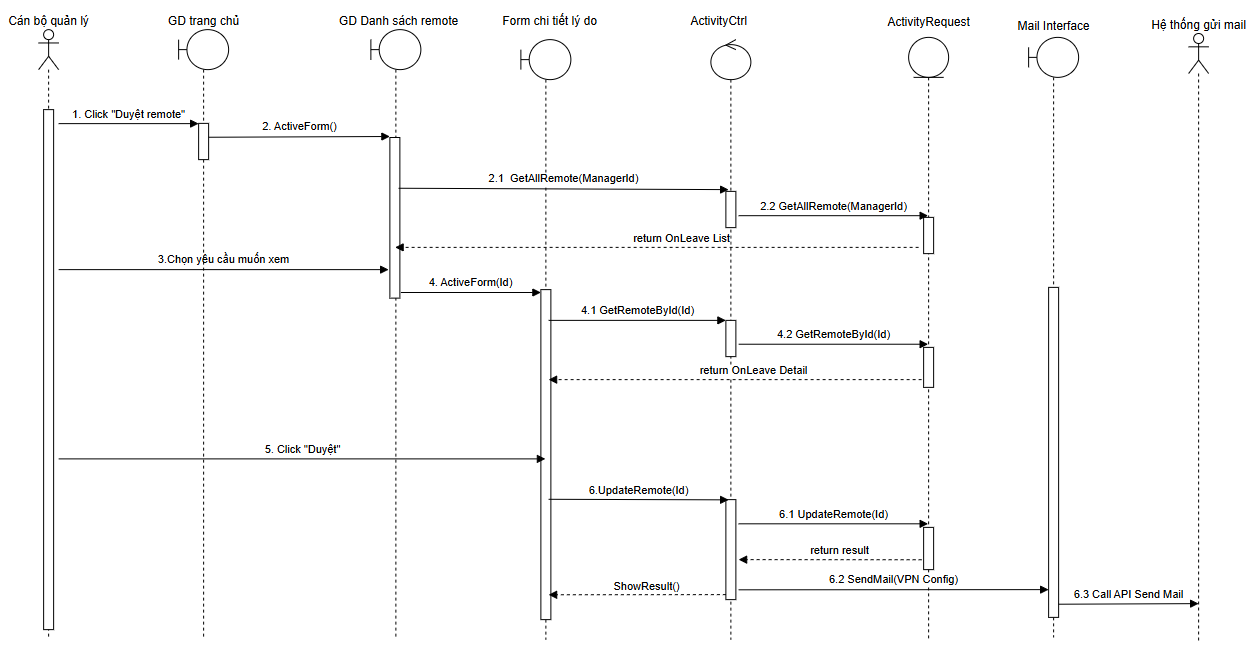 Cán bộ quản lý
GD trang chủ
GD Danh sách remote
Form chi tiết lý do
ActivityCtrl
ActivityRequest
Mail Interface
Hệ thống gửi mail
1. Click "Duyệt remote"
2. ActiveForm()
2.1 GetAllRemote(ManagerId)
2.2 GetAllRemote(ManagerId)
return OnLeave List
3.Chọn yêu cầu muốn xem
4. ActiveForm(Id)
4.1 GetRemoteById(Id)
4.2 GetRemoteById(Id)
return OnLeave Detail
5. Click "Duyệt"
6.UpdateRemote(Id)
6.1 UpdateRemote(Id)
return result
6.2 SendMail(VPN Config)
ShowResult()
6.3 Call API Send Mail